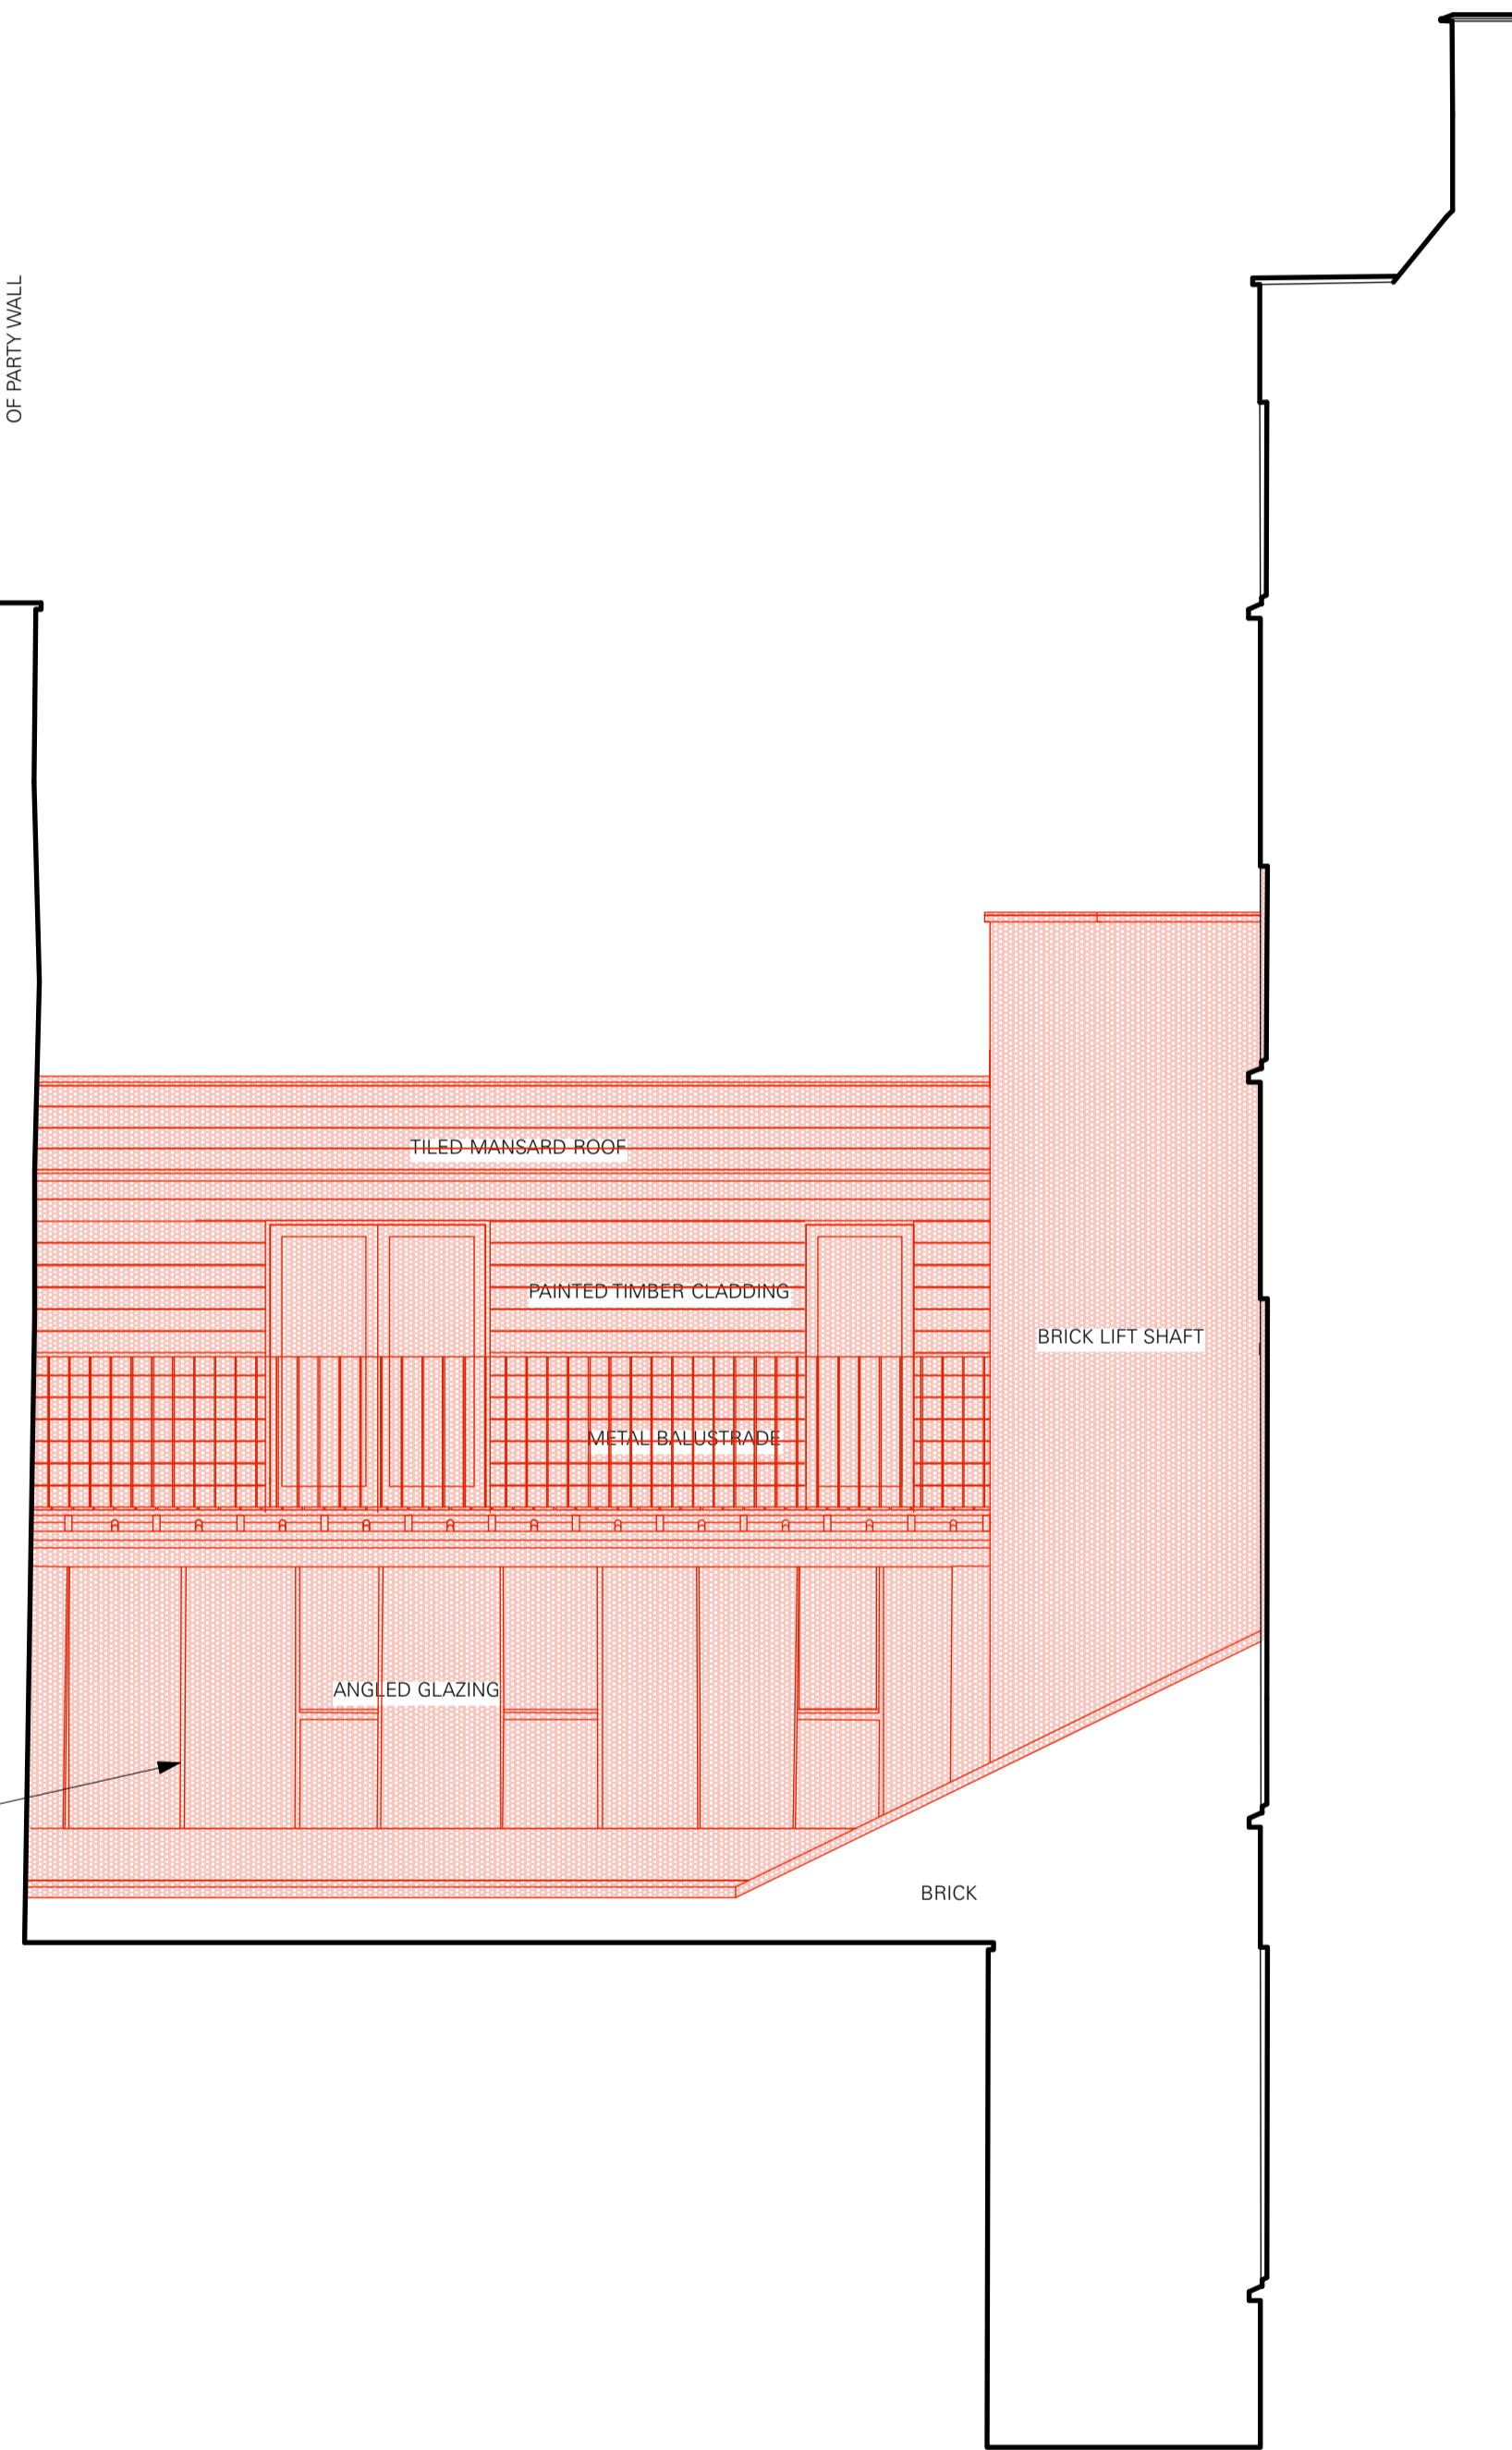 OF PARTY WALL
TILED MANSARD ROOF
PAINTED TIMBER CLADDING
BRICK LIFT SHAFT
METAL BALUSTRADE
ANGLED GLAZING
BRICK